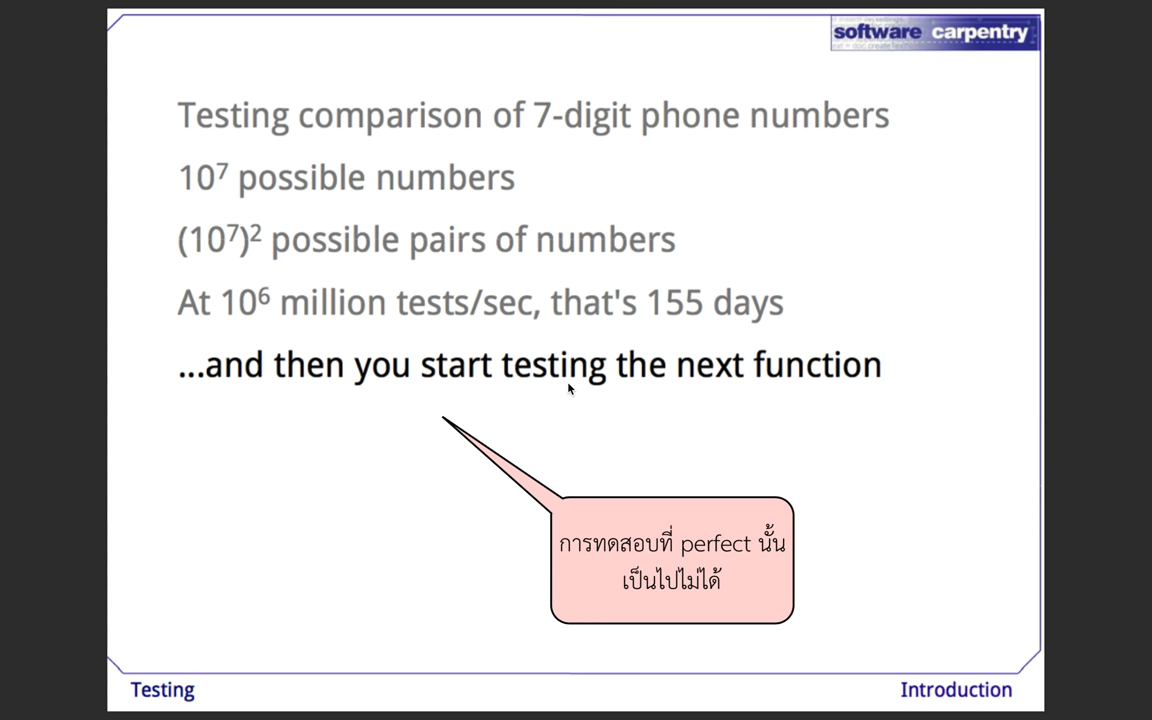 software carpentry
Testing comparison of 7-digit phone numbers
10⁷ possible numbers
(10⁷)² possible pairs of numbers
At 10⁶ million tests/sec, that's 155 days
...and then you start testing the next function
การทดสอบที่ perfect นั้น
เป็นไปไม่ได้
Testing
Introduction